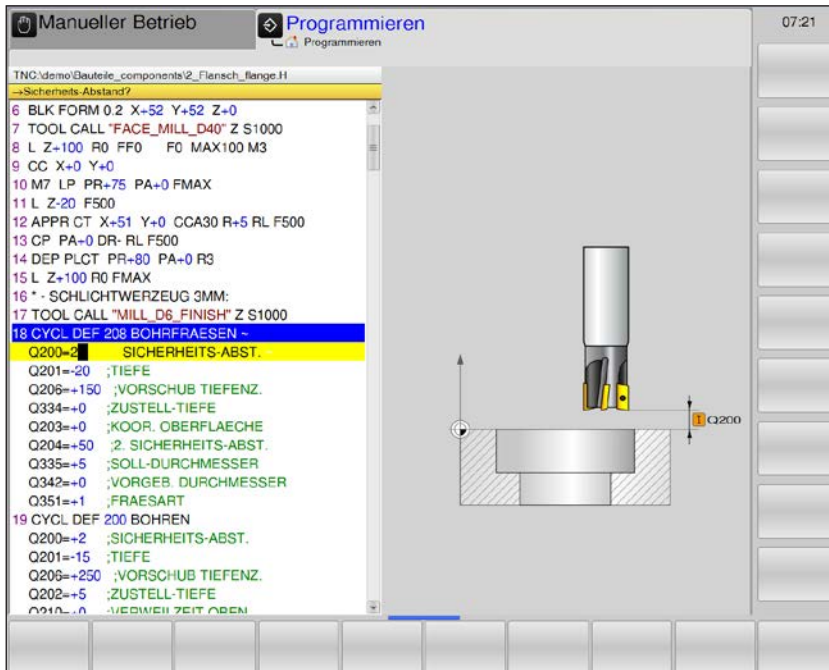 Manueller Betrieb
Programmieren
Programmieren
07:21
TNC:\demo\Bauteile_components\2_Flansch_flange.H
→Sicherheits-Abstand?
6 BLK FORM 0.2 X+52 Y+52 Z+0
7 TOOL CALL "FACE_MILL_D40" Z S1000
8 L Z+100 R0 FF0 F0 MAX100 M3
9 CC X+0 Y+0
10 M7 LP PR+75 PA+0 FMAX
11 L Z-20 F500
12 APPR CT X+51 Y+0 CCA30 R+5 RL F500
13 CP PA+0 DR- RL F500
14 DEP PLCT PR+80 PA+0 R3
15 L Z+100 R0 FMAX
16 * - SCHLICHTWERZEUG 3MM:
17 TOOL CALL "MILL_D6_FINISH" Z S1000
18 CYCL DEF 208 BOHRFRAESEN ~
Q200=2 SICHERHEITS-ABST. ~
Q201=-20 ;TIEFE
Q206=+150 ;VORSCHUB TIEFENZ.
Q334=+0 ;ZUSTELL-TIEFE
Q203=+0 ;KOOR. OBERFLAECHE
Q204=+50 ;2. SICHERHEITS-ABST.
Q335=+5 ;SOLL-DURCHMESSER
Q342=+0 ;VORGEB. DURCHMESSER
Q351=+1 ;FRAESART
19 CYCL DEF 200 BOHREN
Q200=+2 ;SICHERHEITS-ABST.
Q201=-15 ;TIEFE
Q206=+250 ;VORSCHUB TIEFENZ.
Q202=+5 ;ZUSTELL-TIEFE
Q210=+0 ;VERWEILZEIT OBEN
I Q200